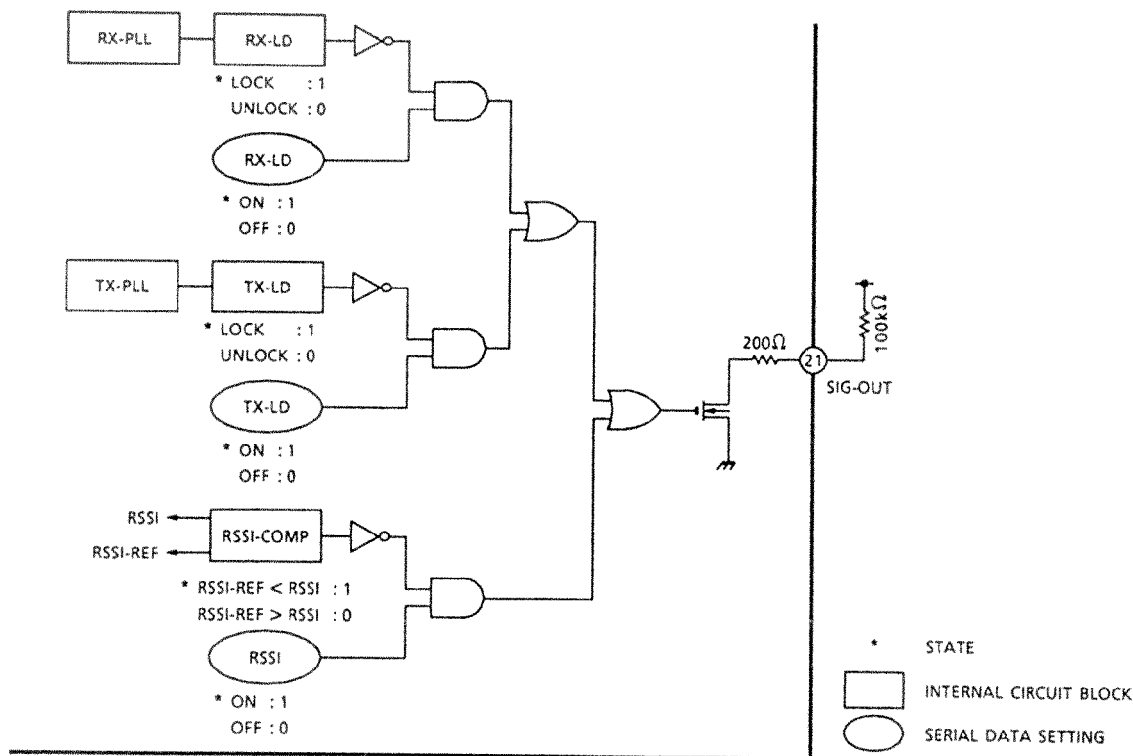 RX-PLL
RX-LD
* LOCK : 1
UNLOCK : 0
RX-LD
* ON : 1
OFF : 0
TX-PLL
TX-LD
* LOCK : 1
UNLOCK : 0
TX-LD
* ON : 1
OFF : 0
RSSI
RSSI-REF
RSSI-COMP
* RSSI-REF < RSSI : 1
RSSI-REF > RSSI : 0
RSSI
* ON : 1
OFF : 0
200Ω
21
SIG-OUT
100kΩ
* STATE
INTERNAL CIRCUIT BLOCK
SERIAL DATA SETTING